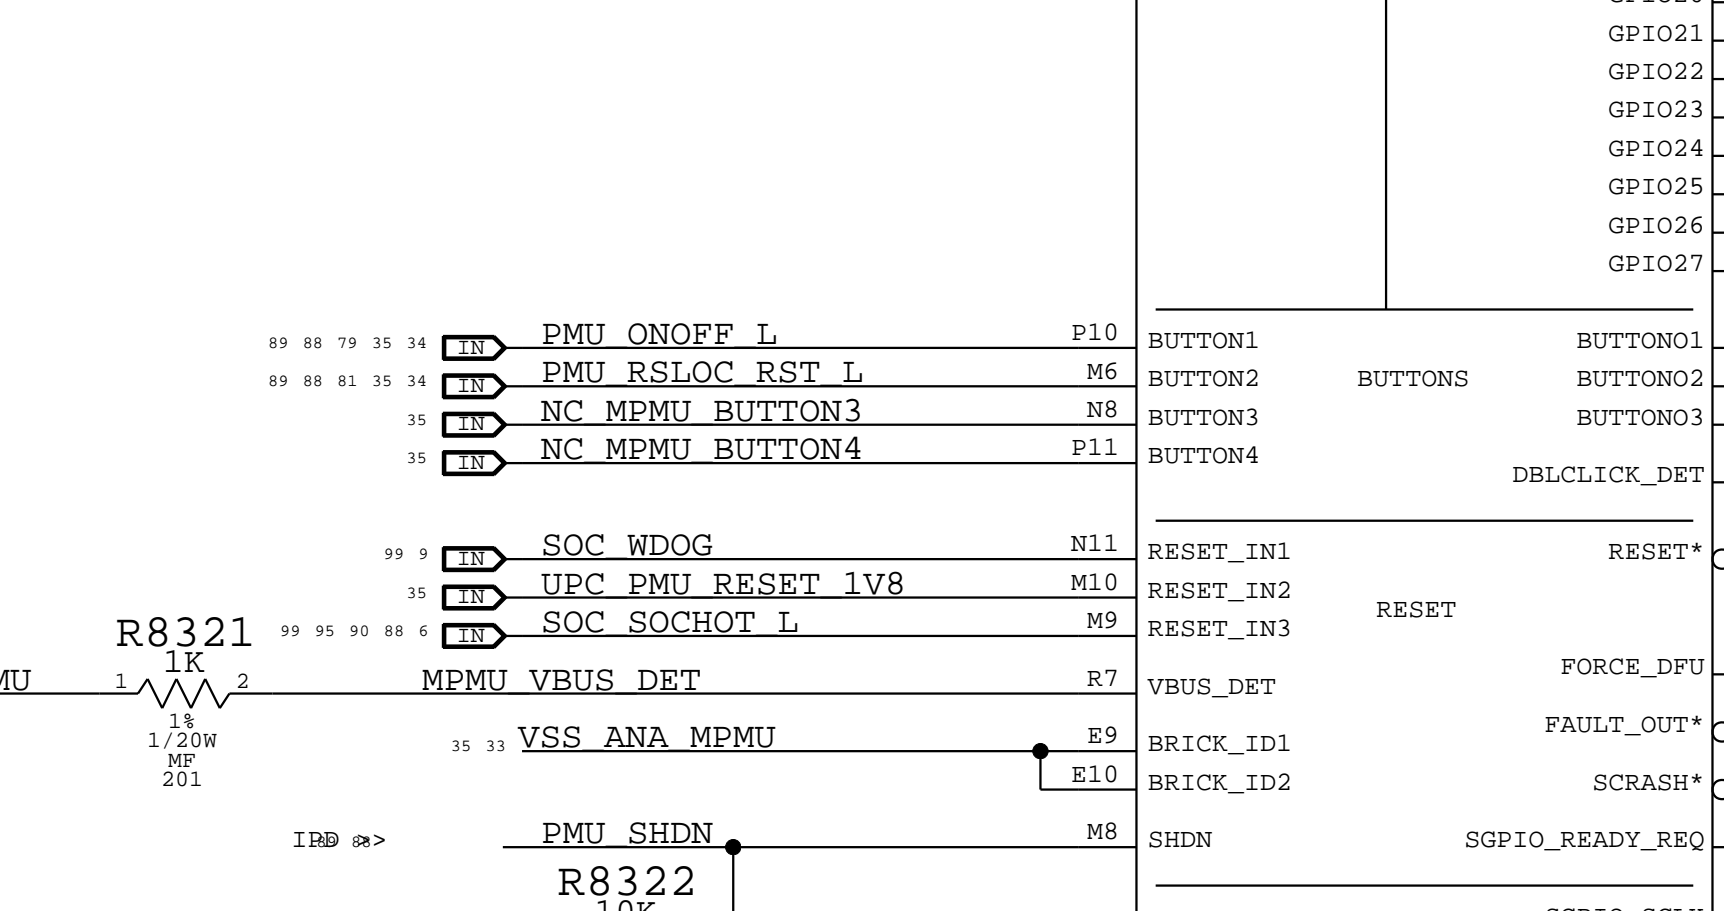 GPIO21
GPIO22
GPIO23
GPIO24
GPIO25
GPIO26
GPIO27
89 88 79 35 34 IN PMU_ONOFF_L P10 BUTTON1 BUTTONO1
89 88 81 35 34 IN PMU_RSLOC_RST_L M6 BUTTON2 BUTTONS BUTTONO2
35 IN NC_MPMU_BUTTON3 N8 BUTTON3 BUTTONO3
35 IN NC_MPMU_BUTTON4 P11 BUTTON4
DBLCLICK_DET
99 9 IN SOC_WDOG N11 RESET_IN1 RESET*
35 IN UPC_PMU_RESET_1V8 M10 RESET_IN2
RESET
R8321 99 95 90 88 6 IN SOC_SOCHOT_L M9 RESET_IN3
1K
FORCE_DFU
MU 1 2 MPMU_VBUS_DET R7 VBUS_DET
1%
1/20W
MF
201
FAULT_OUT*
35 33 VSS_ANA_MPMU E9 BRICK_ID1
E10 BRICK_ID2 SCRASH*
IPD >> PMU_SHDN M8 SHDN SGPIO_READY_REQ
R8322
10K